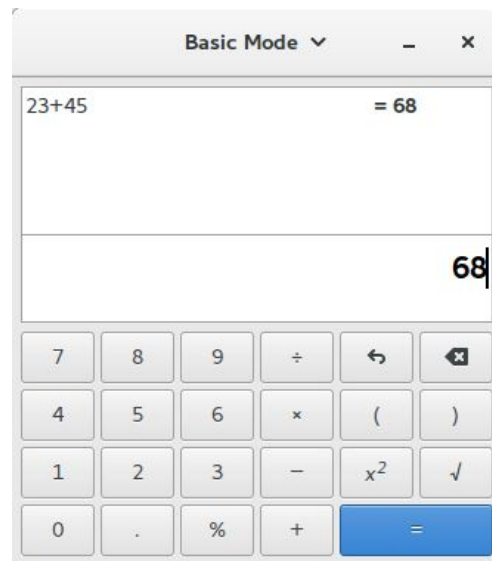 Basic Mode
23+45 = 68
68
7 8 9 ÷
4 5 6 × ( )
1 2 3 − x² √
0 . % + =